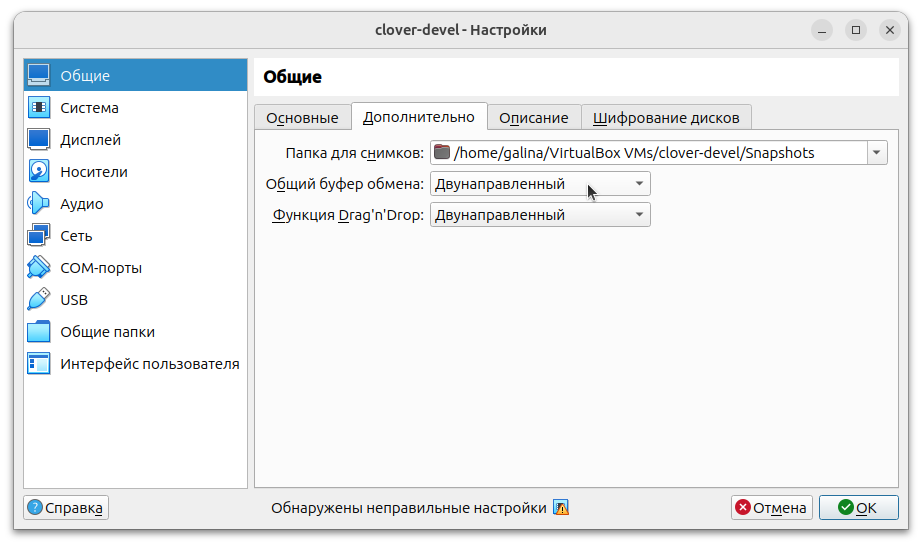 clover-devel - Настройки
Общие
Система
Дисплей
Носители
Аудио
Сеть
COM-порты
USB
Общие папки
Интерфейс пользователя
Общие
Основные Дополнительно Описание Шифрование дисков
Папка для снимков: /home/galina/VirtualBox VMs/clover-devel/Snapshots
Общий буфер обмена: Двунаправленный
Функция Drag'n'Drop: Двунаправленный
Справка Обнаружены неправильные настройки Отмена OK